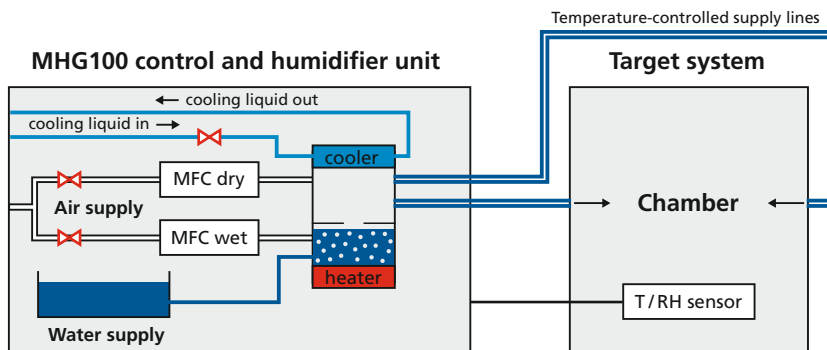 Temperature-controlled supply lines
MHG100 control and humidifier unit
Target system
cooling liquid out
cooling liquid in
cooler
MFC dry
Air supply
Chamber
MFC wet
heater
T / RH sensor
Water supply